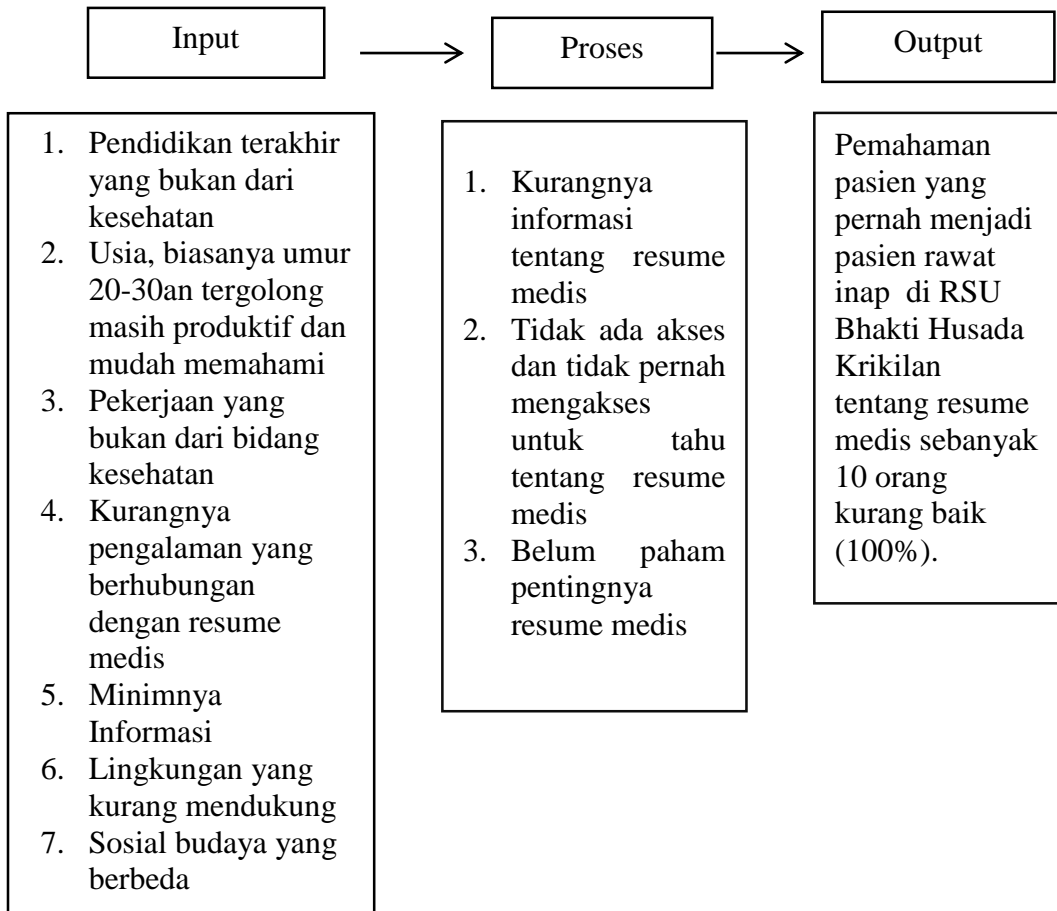 Input
Proses
Output
1. Pendidikan terakhir
yang bukan dari
kesehatan
2. Usia, biasanya umur
20-30an tergolong
masih produktif dan
mudah memahami
3. Pekerjaan yang
bukan dari bidang
kesehatan
4. Kurangnya
pengalaman yang
berhubungan
dengan resume
medis
5. Minimnya
Informasi
6. Lingkungan yang
kurang mendukung
7. Sosial budaya yang
berbeda
1. Kurangnya
informasi
tentang resume
medis
2. Tidak ada akses
dan tidak pernah
mengakses
untuk tahu
tentang resume
medis
3. Belum paham
pentingnya
resume medis
Pemahaman
pasien yang
pernah menjadi
pasien rawat
inap di RSU
Bhakti Husada
Krikilan
tentang resume
medis sebanyak
10 orang
kurang baik
(100%).